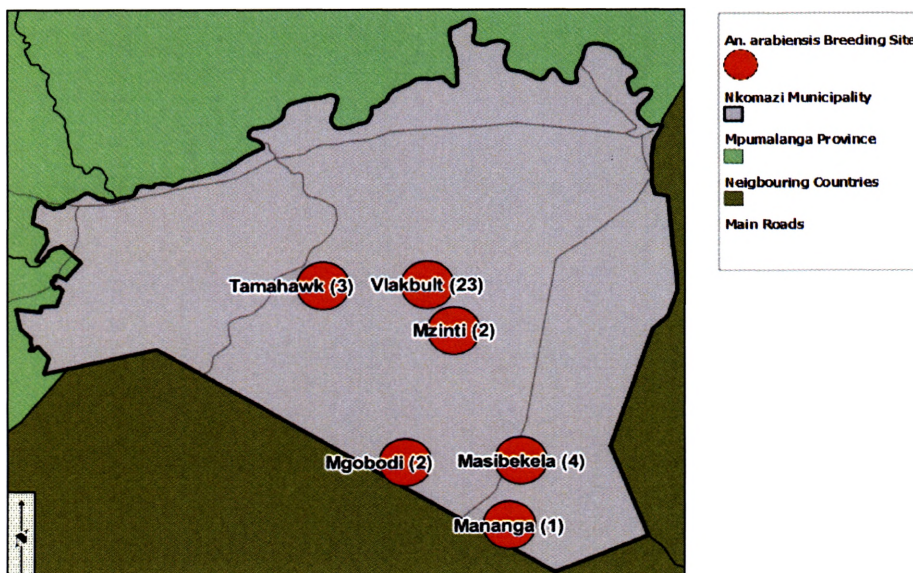 An. arabiensis Breeding Site
Nkomazi Municipality
Mpumalanga Province
Neigbouring Countries
Main Roads
Tamahawk (3)
Vlakbult (23)
Mzinti (2)
Mgobodi (2)
Masibekela (4)
Mananga (1)